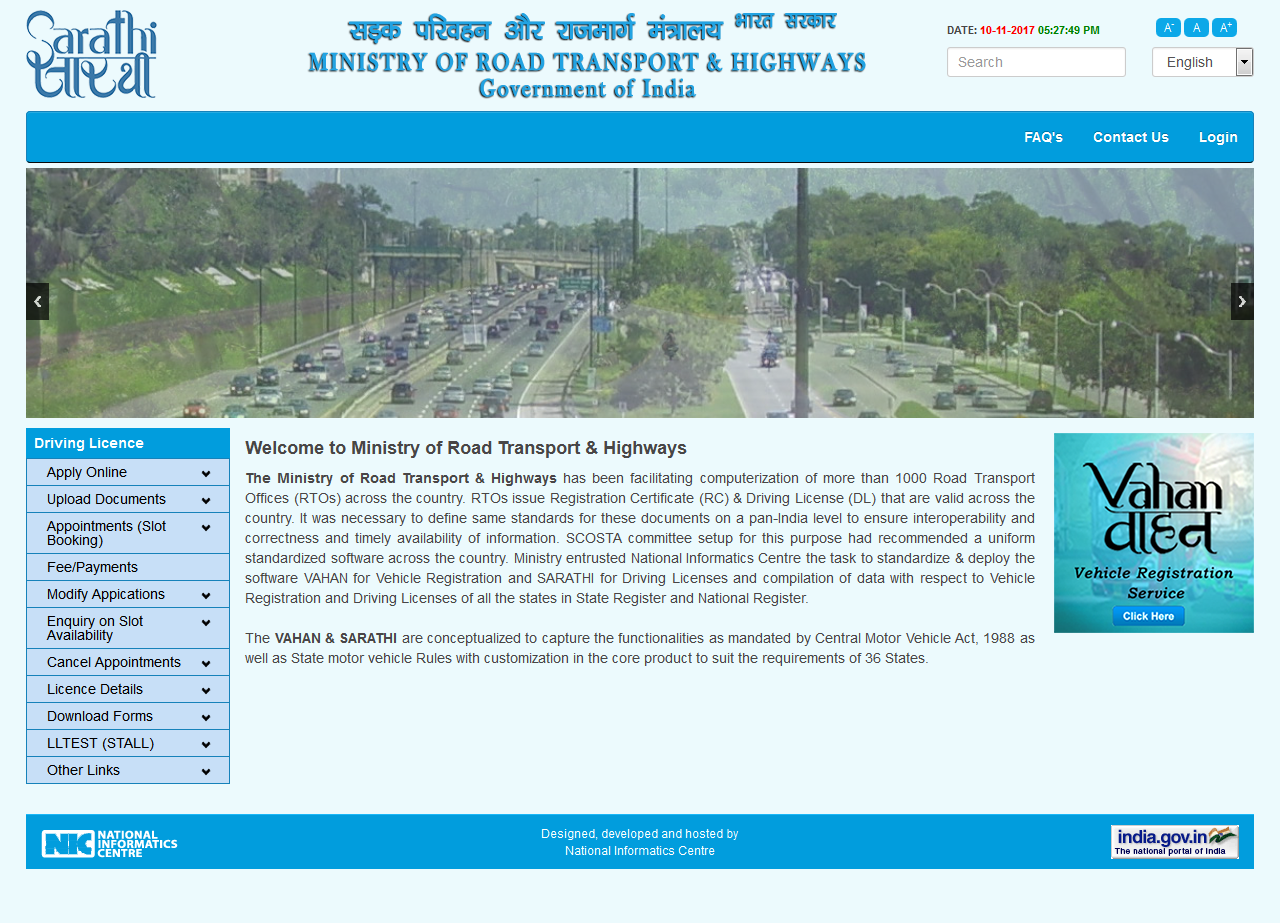 Sarathi
सारथी
सड़क परिवहन और राजमार्ग मंत्रालय भारत सरकार
MINISTRY OF ROAD TRANSPORT & HIGHWAYS
Government of India
DATE: 10-11-2017 05:27:49 PM
A- A A+
Search
English
FAQ's Contact Us Login
Driving Licence
Apply Online
Upload Documents
Appointments (Slot
Booking)
Fee/Payments
Modify Appications
Enquiry on Slot
Availability
Cancel Appointments
Licence Details
Download Forms
LLTEST (STALL)
Other Links
Welcome to Ministry of Road Transport & Highways
The Ministry of Road Transport & Highways has been facilitating computerization of more than 1000 Road Transport
Offices (RTOs) across the country. RTOs issue Registration Certificate (RC) & Driving License (DL) that are valid across the
country. It was necessary to define same standards for these documents on a pan-India level to ensure interoperability and
correctness and timely availability of information. SCOSTA committee setup for this purpose had recommended a uniform
standardized software across the country. Ministry entrusted National Informatics Centre the task to standardize & deploy the
software VAHAN for Vehicle Registration and SARATHI for Driving Licenses and compilation of data with respect to Vehicle
Registration and Driving Licenses of all the states in State Register and National Register.
The VAHAN & SARATHI are conceptualized to capture the functionalities as mandated by Central Motor Vehicle Act, 1988 as
well as State motor vehicle Rules with customization in the core product to suit the requirements of 36 States.
Vahan
वाहन
Vehicle Registration
Service
Click Here
NIC NATIONAL
INFORMATICS
CENTRE
Designed, developed and hosted by
National Informatics Centre
india.gov.in
The national portal of India